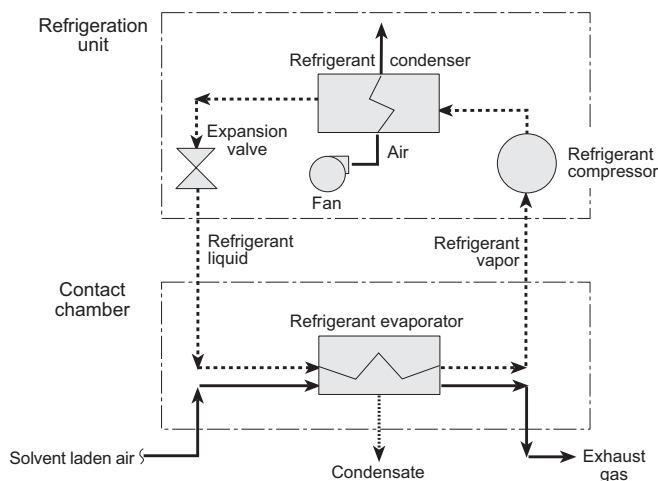 Refrigeration
unit
Refrigerant condenser
Expansion
valve
Air
Fan
Refrigerant
compressor
Refrigerant
liquid
Refrigerant
vapor
Contact
chamber
Refrigerant evaporator
Solvent laden air
Condensate
Exhaust
gas